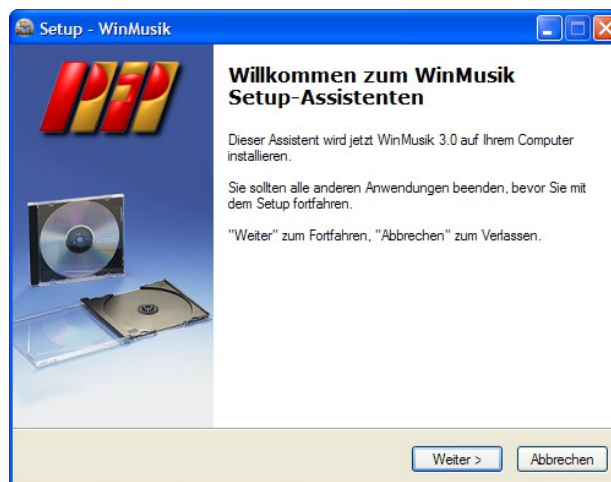 Setup - WinMusik
Willkommen zum WinMusik
Setup-Assistenten
Dieser Assistent wird jetzt WinMusik 3.0 auf Ihrem Computer
installieren.
Sie sollten alle anderen Anwendungen beenden, bevor Sie mit
dem Setup fortfahren.
"Weiter" zum Fortfahren, "Abbrechen" zum Verlassen.
Weiter >
Abbrechen